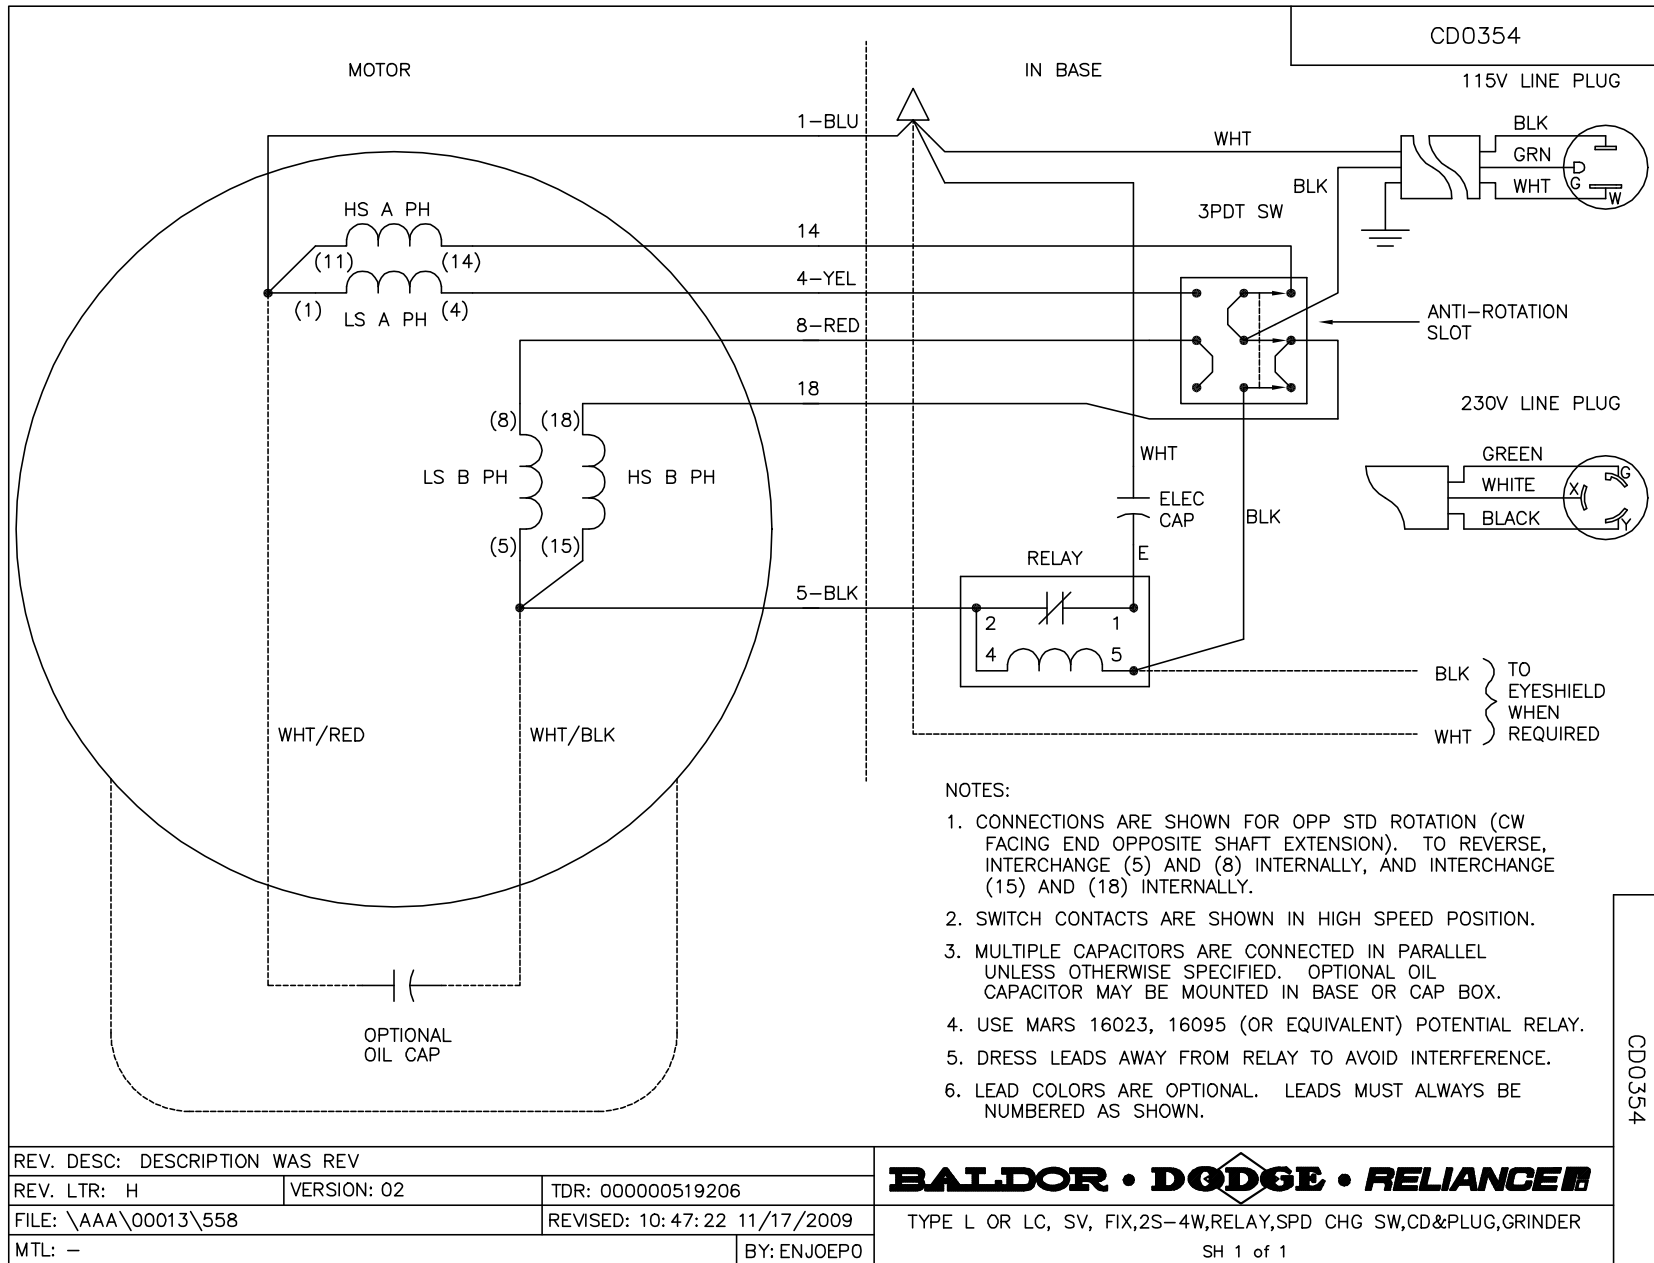 CD0354
MOTOR
IN BASE
115V LINE PLUG
1-BLU
WHT
BLK
GRN
WHT
G
W
BLK
3PDT SW
HS A PH
14
(11)
(14)
4-YEL
(1)
LS A PH
(4)
8-RED
ANTI-ROTATION
SLOT
18
230V LINE PLUG
(8)
(18)
LS B PH
HS B PH
WHT
GREEN
WHITE
BLACK
G
X
Y
ELEC
CAP
BLK
(5)
(15)
E
RELAY
5-BLK
2
1
4
5
BLK
WHT
TO
EYESHIELD
WHEN
REQUIRED
WHT/RED
WHT/BLK
OPTIONAL
OIL CAP
NOTES:
1. CONNECTIONS ARE SHOWN FOR OPP STD ROTATION (CW
FACING END OPPOSITE SHAFT EXTENSION). TO REVERSE,
INTERCHANGE (5) AND (8) INTERNALLY, AND INTERCHANGE
(15) AND (18) INTERNALLY.
2. SWITCH CONTACTS ARE SHOWN IN HIGH SPEED POSITION.
3. MULTIPLE CAPACITORS ARE CONNECTED IN PARALLEL
UNLESS OTHERWISE SPECIFIED. OPTIONAL OIL
CAPACITOR MAY BE MOUNTED IN BASE OR CAP BOX.
4. USE MARS 16023, 16095 (OR EQUIVALENT) POTENTIAL RELAY.
5. DRESS LEADS AWAY FROM RELAY TO AVOID INTERFERENCE.
6. LEAD COLORS ARE OPTIONAL. LEADS MUST ALWAYS BE
NUMBERED AS SHOWN.
CD0354
REV. DESC: DESCRIPTION WAS REV
REV. LTR: H
VERSION: 02
TDR: 000000519206
FILE: \AAA\00013\558
REVISED: 10:47:22 11/17/2009
MTL: -
BY: ENJOEPO
BALDOR • DODGE • RELIANCE
TYPE L OR LC, SV, FIX,2S-4W,RELAY,SPD CHG SW,CD&PLUG,GRINDER
SH 1 of 1